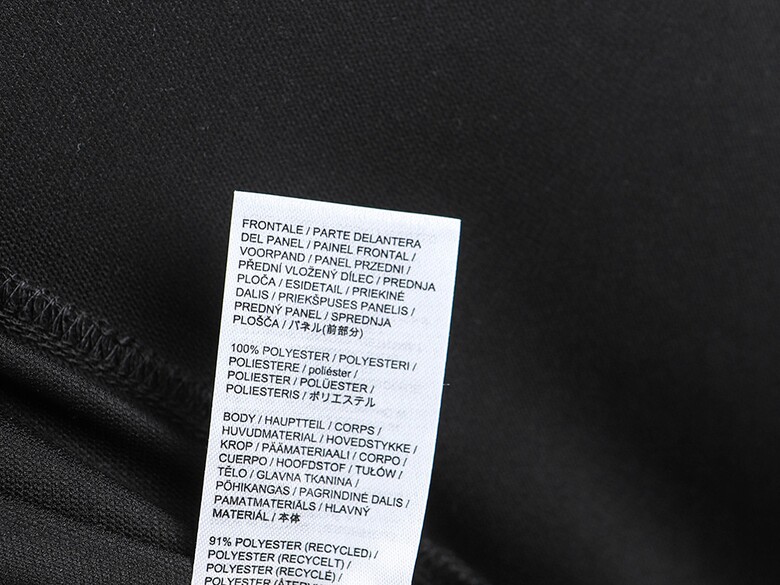 FRONTALE / PARTE DELANTERA
DEL PANEL / PAINEL FRONTAL /
VOORPAND / PANEL PRZEDNI /
PŘEDNÍ VLOŽENÝ DÍLEC / PREDNJA
PLOČA / ESIDETAIL / PRIEKINĖ
DALIS / PRIEKŠPUSES PANELIS /
PREDNÝ PANEL / SPREDNJA
PLOŠČA / パネル(前部分)
100% POLYESTER / POLYESTERI /
POLIESTERE / poliéster /
POLIESTER / POLÜESTER /
POLIESTERIS / ポリエステル
BODY / HAUPTTEIL / CORPS /
HUVUDMATERIAL / HOVEDSTYKKE /
KROP / PÄÄMATERIAALI / CORPO /
CUERPO / HOOFDSTOF / TUŁÓW /
TĚLO / GLAVNA TKANINA /
PÕHIKANGAS / PAGRINDINĖ DALIS /
PAMATMATERIĀLS / HLAVNÝ
MATERIÁL / 本体
91% POLYESTER (RECYCLED) /
POLYESTER (RECYCELT) /
POLYESTER (RECYCLÉ) /
POLYESTER